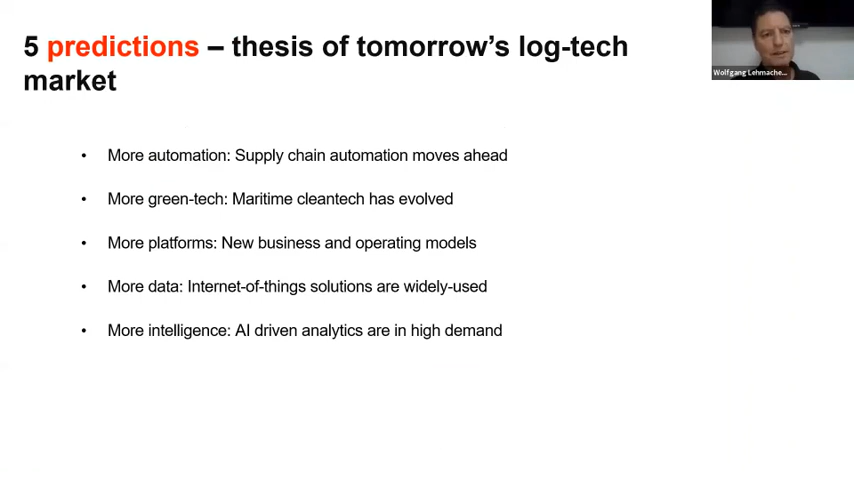 5 predictions – thesis of tomorrow's log-tech
market
Wolfgang Lehmache...
• More automation: Supply chain automation moves ahead
• More green-tech: Maritime cleantech has evolved
• More platforms: New business and operating models
• More data: Internet-of-things solutions are widely-used
• More intelligence: AI driven analytics are in high demand